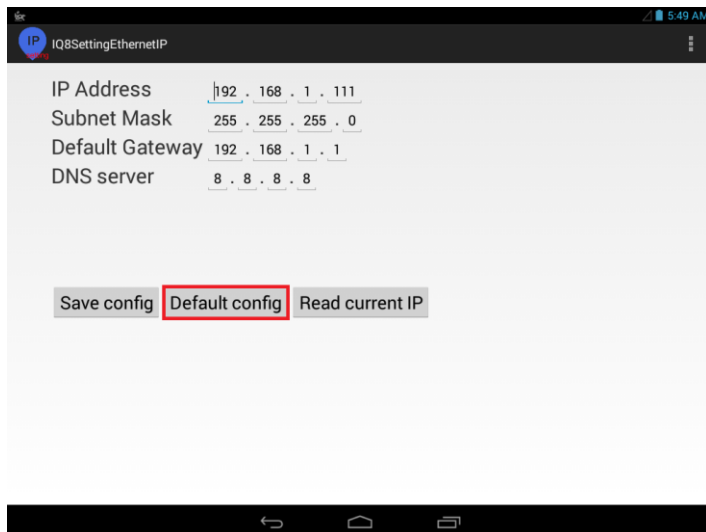 5:49 AM
IP
IQ8SettingEthernetIP
IP Address 192 . 168 . 1 . 111
Subnet Mask 255 . 255 . 255 . 0
Default Gateway 192 . 168 . 1 . 1
DNS server 8 . 8 . 8 . 8
Save config Default config Read current IP